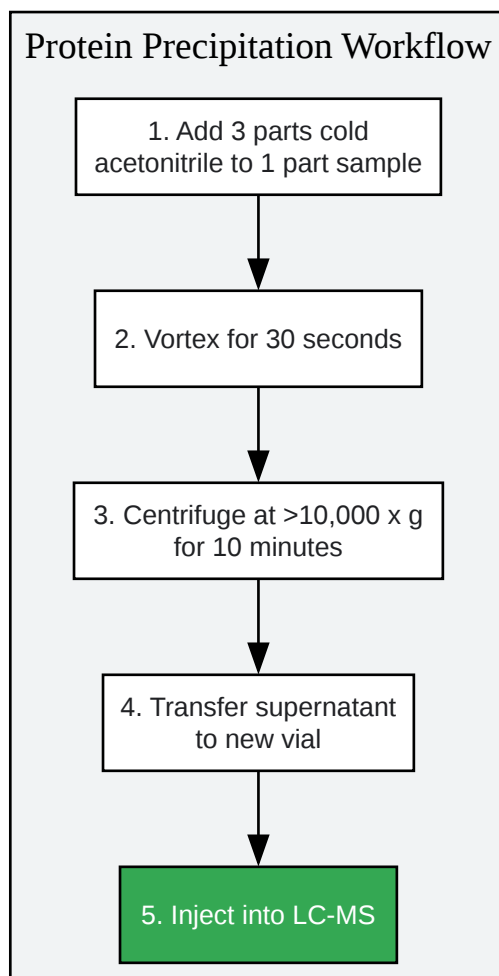 Protein Precipitation Workflow
1. Add 3 parts cold
acetonitrile to 1 part sample
2. Vortex for 30 seconds
3. Centrifuge at >10,000 x g
for 10 minutes
4. Transfer supernatant
to new vial
5. Inject into LC-MS